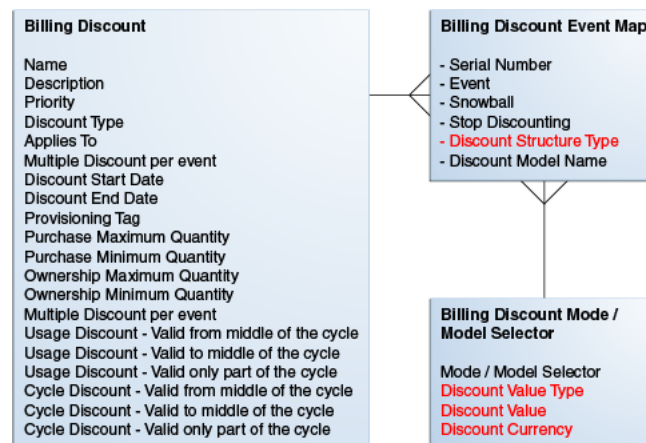 Billing Discount
Name
Description
Priority
Discount Type
Applies To
Multiple Discount per event
Discount Start Date
Discount End Date
Provisioning Tag
Purchase Maximum Quantity
Purchase Minimum Quantity
Ownership Maximum Quantity
Ownership Minimum Quantity
Multiple Discount per event
Usage Discount - Valid from middle of the cycle
Usage Discount - Valid to middle of the cycle
Usage Discount - Valid only part of the cycle
Cycle Discount - Valid from middle of the cycle
Cycle Discount - Valid to middle of the cycle
Cycle Discount - Valid only part of the cycle
Billing Discount Event Map
- Serial Number
- Event
- Snowball
- Stop Discounting
- Discount Structure Type
- Discount Model Name
Billing Discount Mode /
Model Selector
Mode / Model Selector
Discount Value Type
Discount Value
Discount Currency